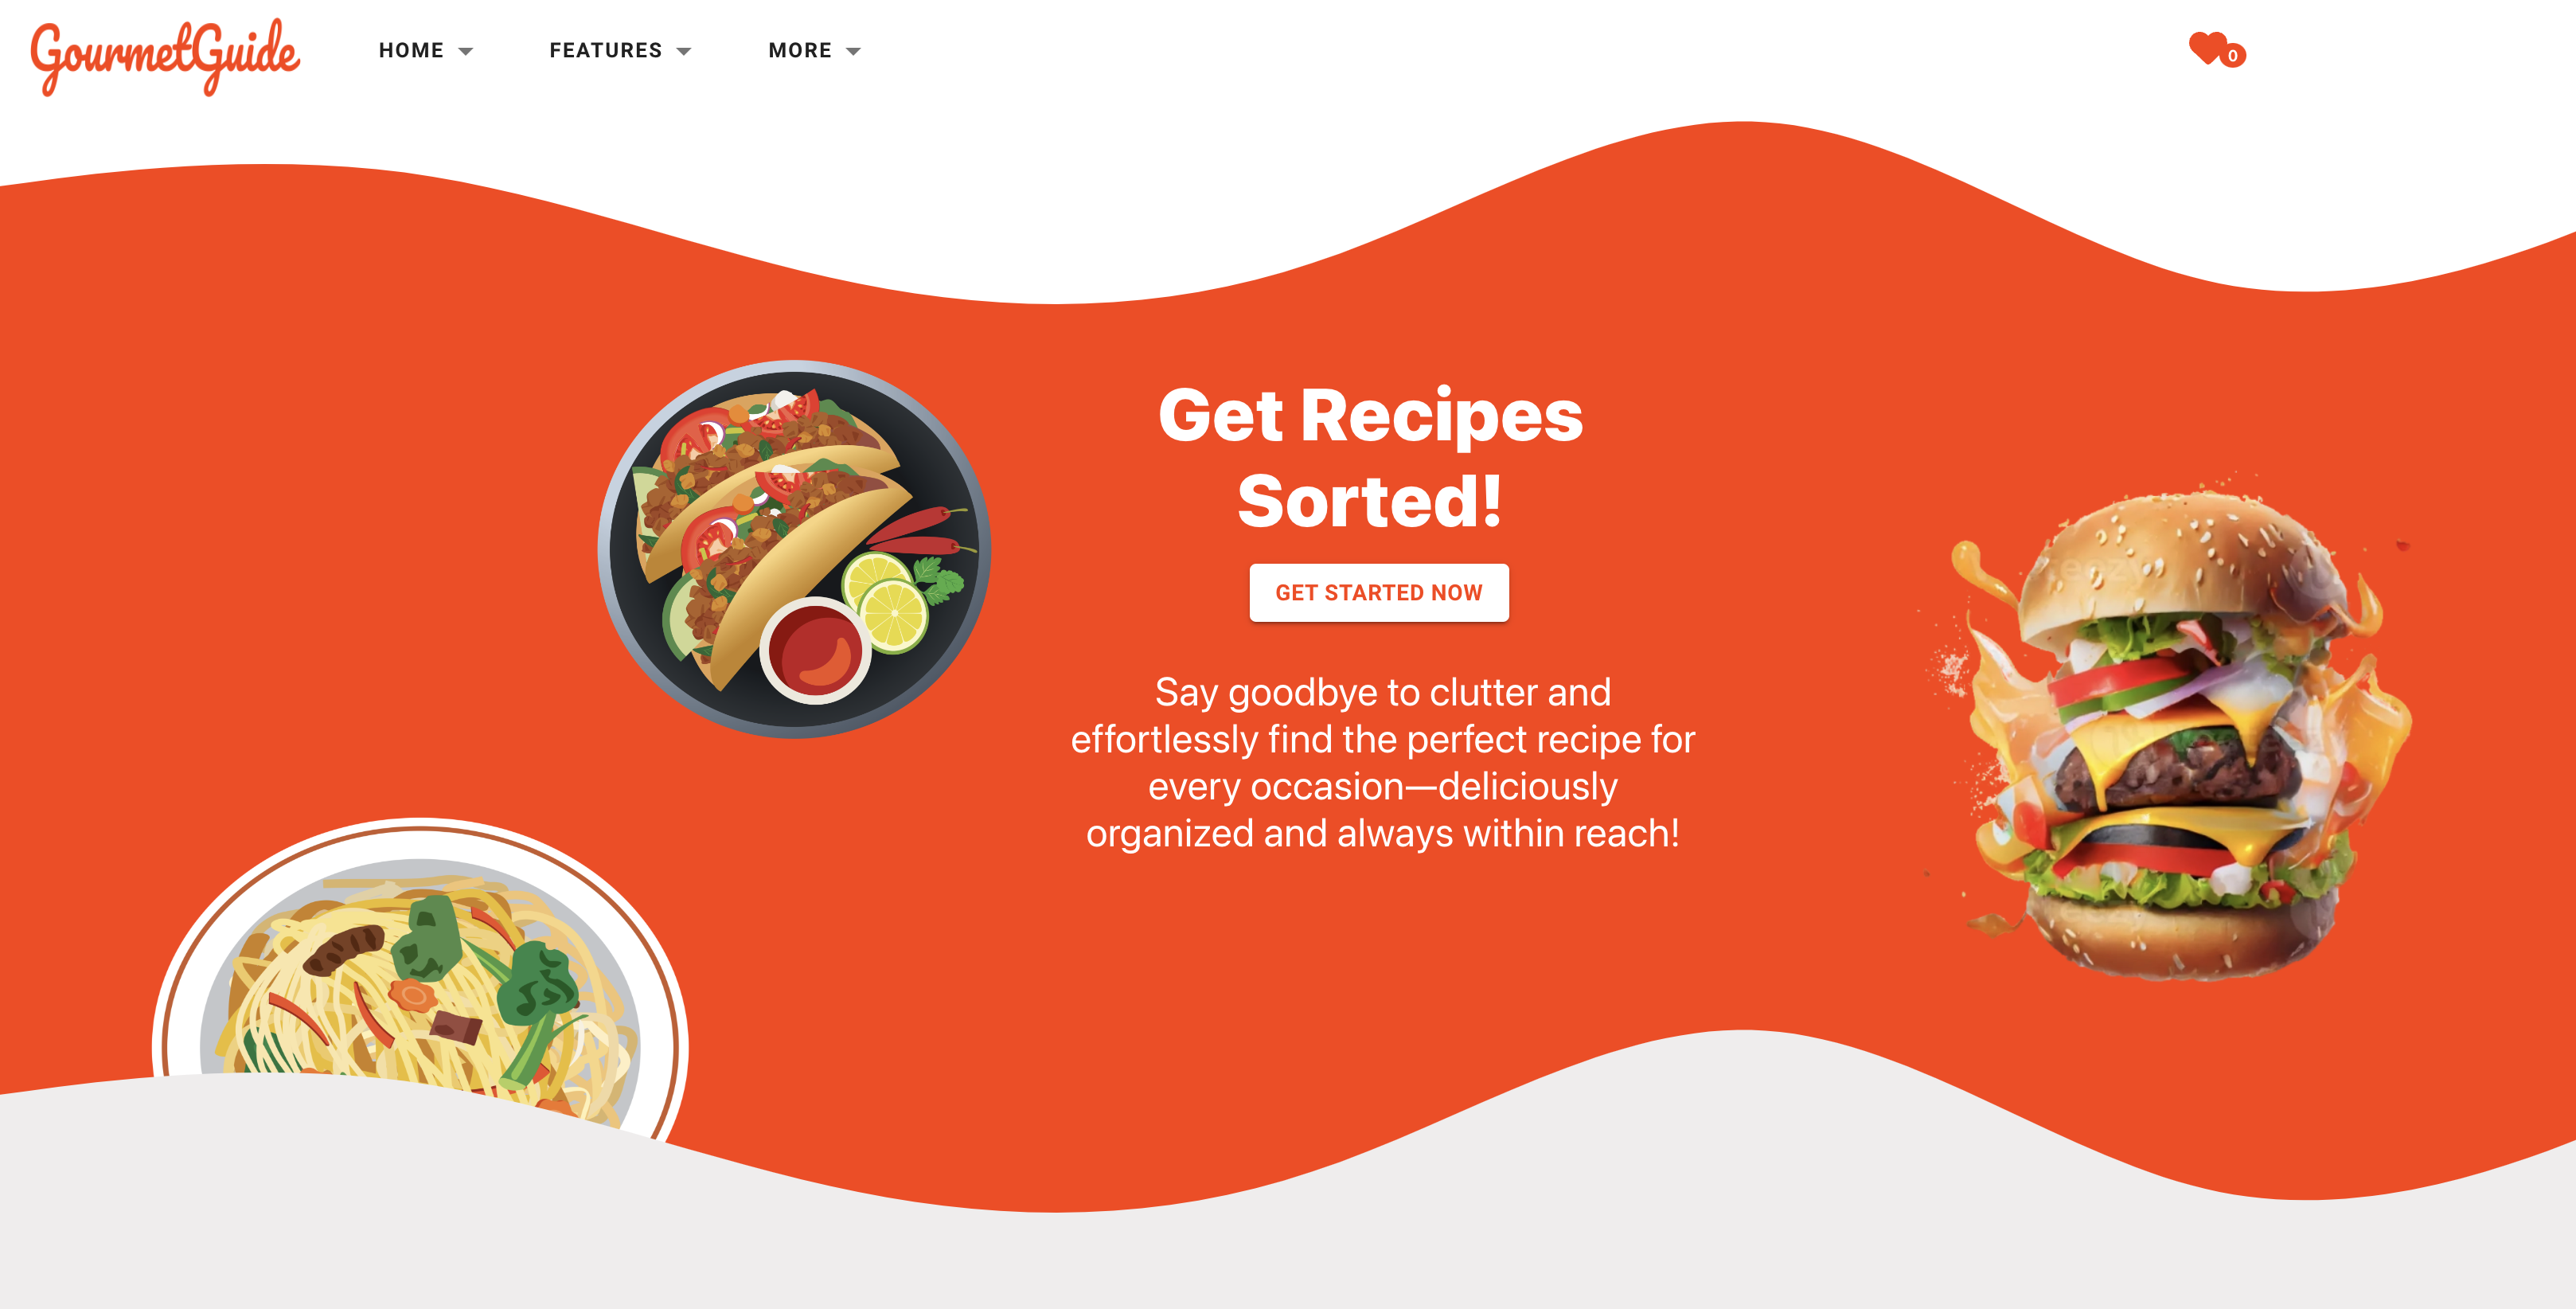 GourmetGuide
HOME
FEATURES
MORE
0
Get Recipes
Sorted!
GET STARTED NOW
Say goodbye to clutter and
effortlessly find the perfect recipe for
every occasion—deliciously
organized and always within reach!